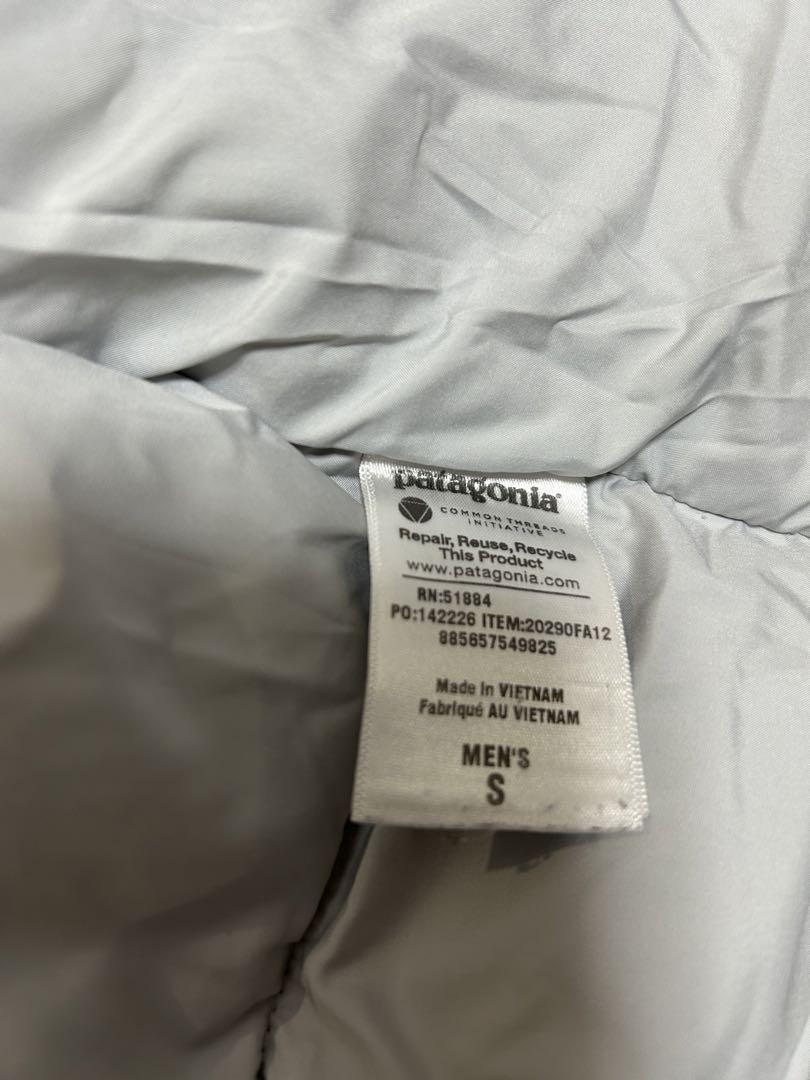 patagonia®
COMMON THREADS
INITIATIVE
Repair, Reuse, Recycle
This Product
www.patagonia.com
RN:51884
PO:142226 ITEM:20290FA12
885657549825
Made in VIETNAM
Fabriqué AU VIETNAM
MEN'S
S